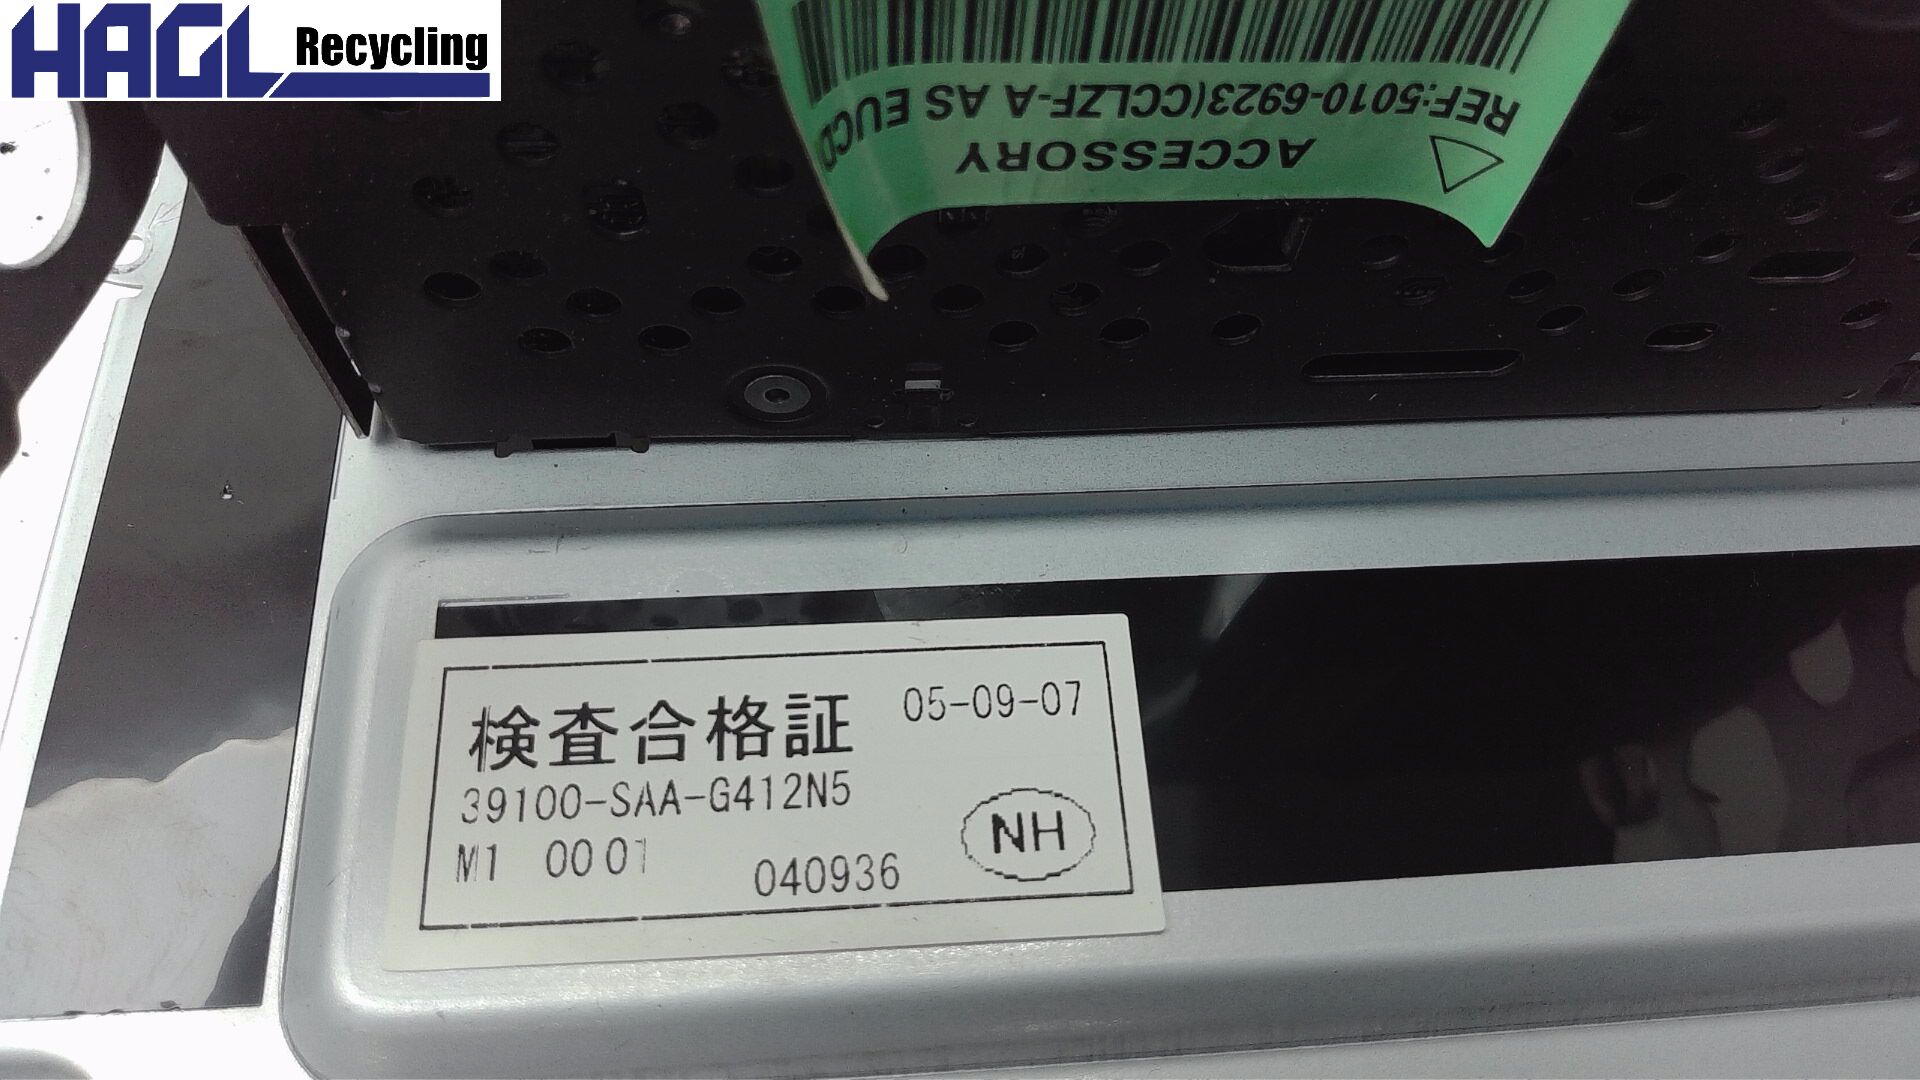 HAGL Recycling
REF:5010-6923(CCLZF-A AS EUCD
ACCESSORY
検査合格証 05-09-07
39100-SAA-G412N5
M1 0001
040936
NH